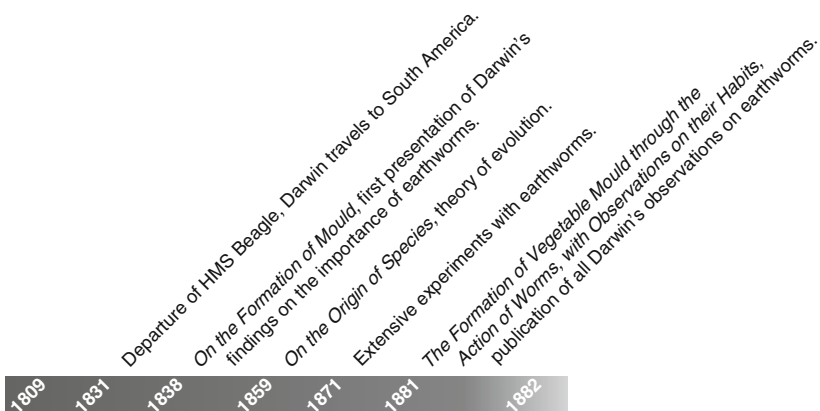 Departure of HMS Beagle, Darwin travels to South America.
On the Formation of Mould, first presentation of Darwin's
findings on the importance of earthworms.
On the Origin of Species, theory of evolution.
Extensive experiments with earthworms.
The Formation of Vegetable Mould through the
Action of Worms, with Observations on their Habits,
publication of all Darwin's observations on earthworms.
1809 1831 1838 1859 1871 1881 1882